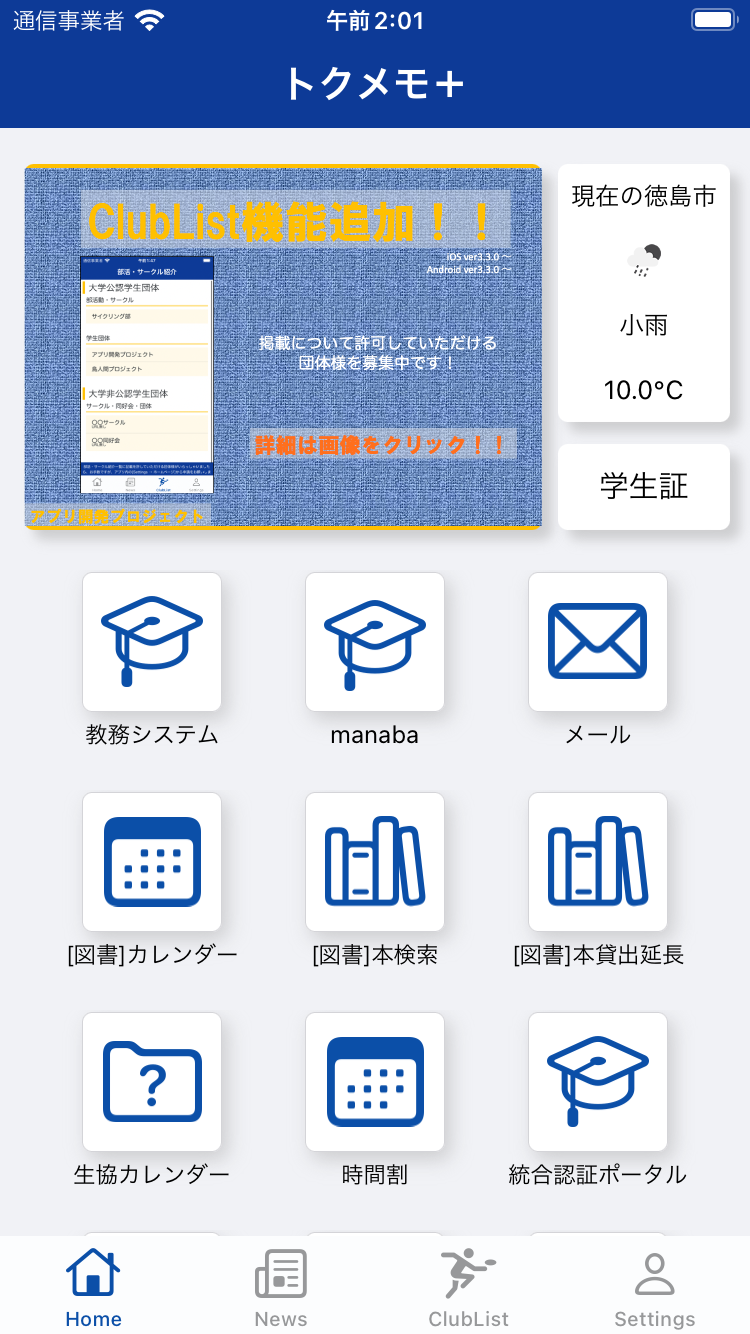 通信事業者
午前2:01
トクメモ＋
ClubList機能追加！！
iOS ver3.3.0 ～
Android ver3.3.0 ～
部活・サークル紹介
大学公認学生団体
部活動・サークル
サイクリング部
学生団体
アプリ開発プロジェクト
鳥人間プロジェクト
大学非公認学生団体
サークル・同好会・団体
〇〇サークル
〇〇同好会
掲載について許可していただける
団体様を募集中です！
詳細は画像をクリック！！
アプリ開発プロジェクト
現在の徳島市
小雨
10.0℃
学生証
教務システム
manaba
メール
[図書]カレンダー
[図書]本検索
[図書]本貸出延長
生協カレンダー
時間割
統合認証ポータル
Home
News
ClubList
Settings